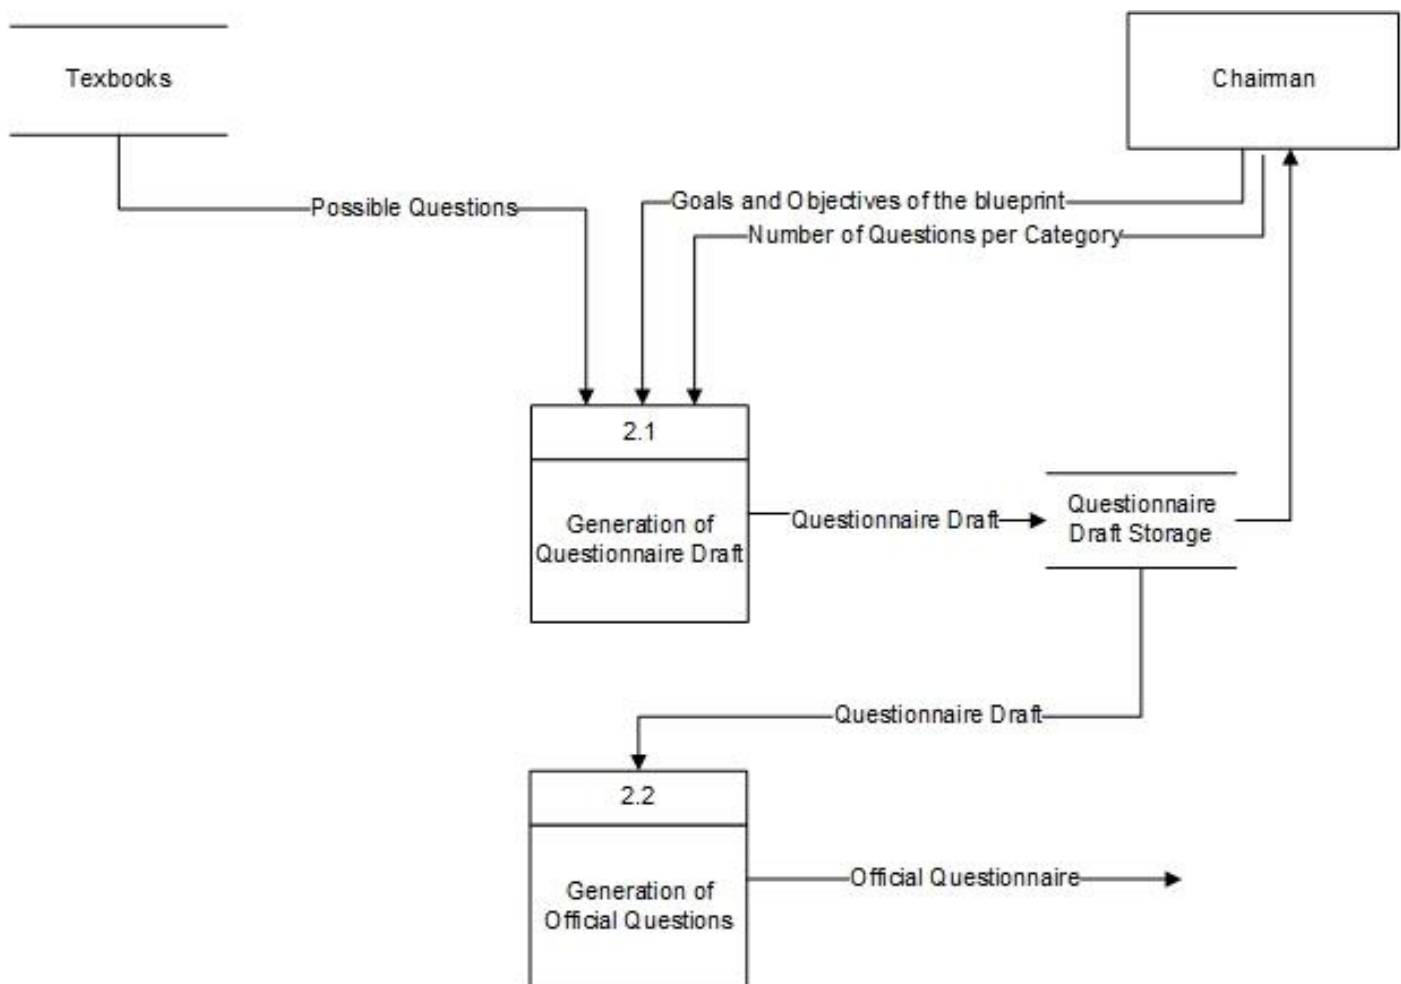 Texbooks
Chairman
Possible Questions
Goals and Objectives of the blueprint
Number of Questions per Category
2.1
Generation of
Questionnaire Draft
Questionnaire Draft
Questionnaire
Draft Storage
Questionnaire Draft
2.2
Generation of
Official Questions
Official Questionnaire